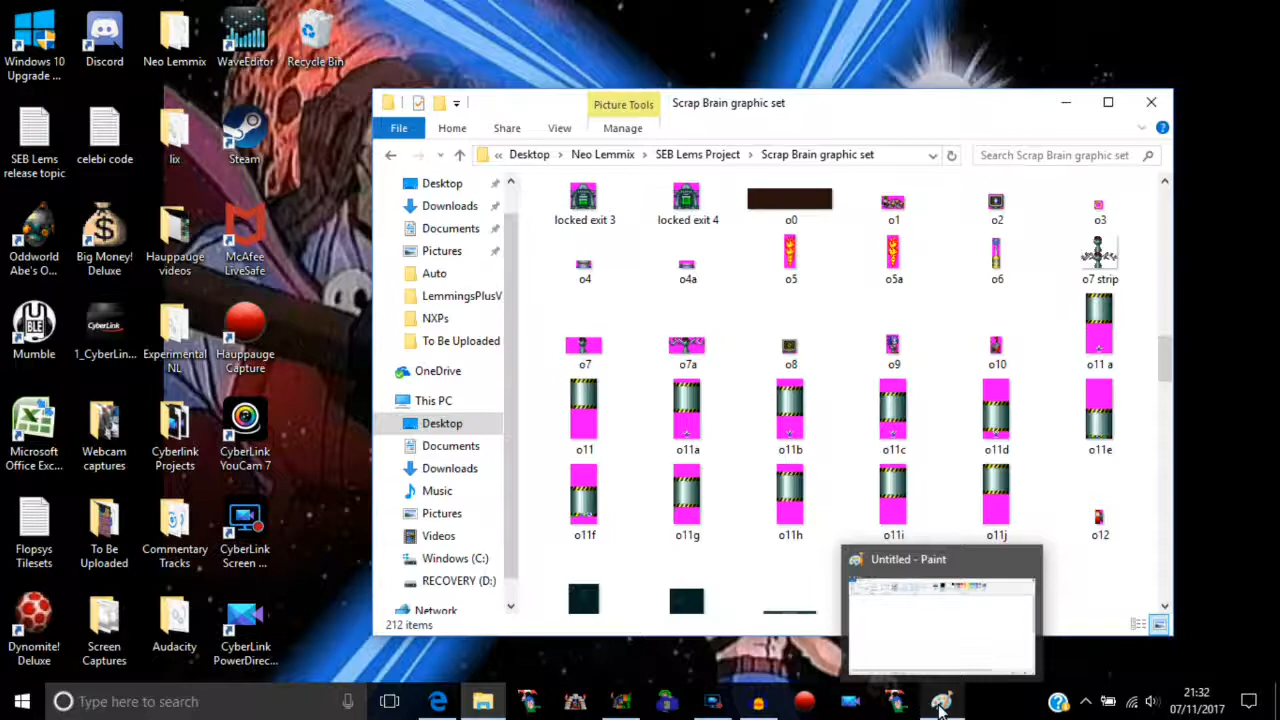 Windows 10
Upgrade ...
Discord
Neo Lemmix
WaveEditor
Recycle Bin
SEB Lems
release topic
celebi code
lix
Steam
Oddworld
Abe's O...
Big Money!
Deluxe
Hauppauge
videos
McAfee
LiveSafe
Mumble
CyberLink
1_CyberLin...
Experimental
NL
Hauppauge
Capture
Microsoft
Office Exc...
Webcam
captures
Cyberlink
Projects
CyberLink
YouCam 7
Flopsys
Tilesets
To Be
Uploaded
Commentary
Tracks
CyberLink
Screen ...
Dynomite!
Deluxe
Screen
Captures
Audacity
CyberLink
PowerDirec...
Picture Tools
Scrap Brain graphic set
File
Home
Share
View
Manage
« Desktop > Neo Lemmix > SEB Lems Project > Scrap Brain graphic set
Search Scrap Brain graphic set
Desktop
Downloads
Documents
Pictures
Auto
LemmingsPlusV
NXPs
To Be Uploaded
OneDrive
This PC
Desktop
Documents
Downloads
Music
Pictures
Videos
Windows (C:)
RECOVERY (D:)
Network
locked exit 3
locked exit 4
o0
o1
o2
o3
o4
o4a
o5
o5a
o6
o7 strip
o7
o7a
o8
o9
o10
o11 a
o11
o11a
o11b
o11c
o11d
o11e
o11f
o11g
o11h
o11i
o11j
o12
212 items
Untitled - Paint
Type here to search
21:32
07/11/2017